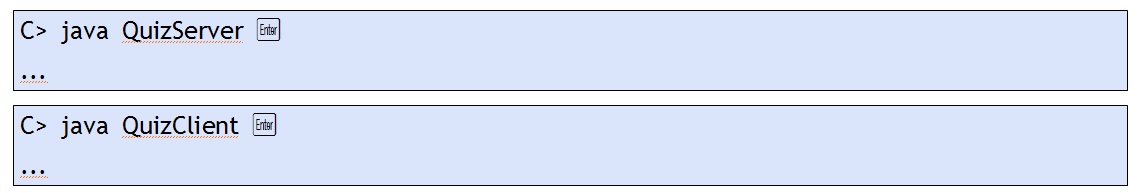 C> java QuizServer Enter
...
C> java QuizClient Enter
...